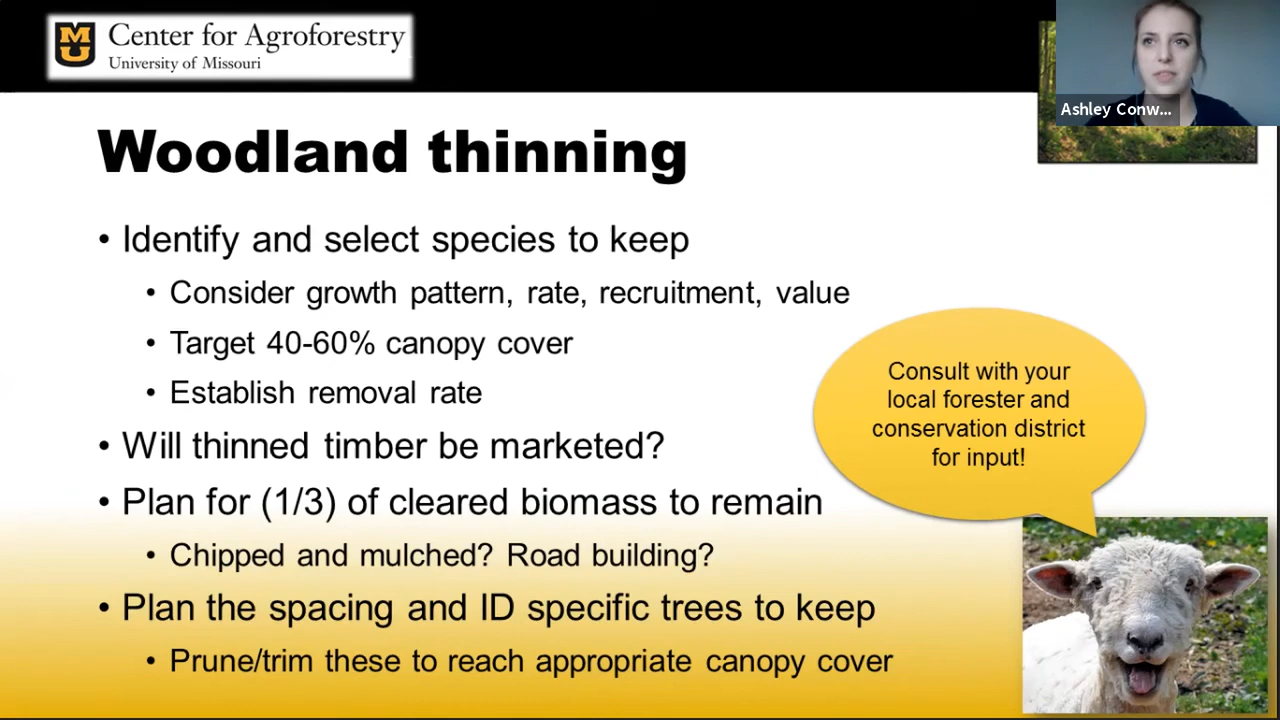 MU
Center for Agroforestry
University of Missouri
Ashley Conw...
Woodland thinning
• Identify and select species to keep
• Consider growth pattern, rate, recruitment, value
• Target 40-60% canopy cover
• Establish removal rate
• Will thinned timber be marketed?
• Plan for (1/3) of cleared biomass to remain
• Chipped and mulched? Road building?
• Plan the spacing and ID specific trees to keep
• Prune/trim these to reach appropriate canopy cover
Consult with your
local forester and
conservation district
for input!